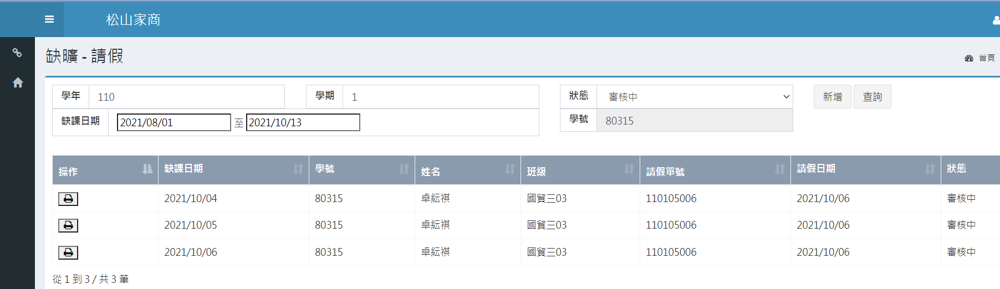 松山家商
缺曠 - 請假
首頁
學年 110 學期 1 狀態 審核中 新增 查詢
缺課日期 2021/08/01 至 2021/10/13 學號 80315
操作 缺課日期 學號 姓名 班級 請假單號 請假日期 狀態
2021/10/04 80315 卓紜祺 國貿三03 110105006 2021/10/06 審核中
2021/10/05 80315 卓紜祺 國貿三03 110105006 2021/10/06 審核中
2021/10/06 80315 卓紜祺 國貿三03 110105006 2021/10/06 審核中
從 1 到 3 / 共 3 筆